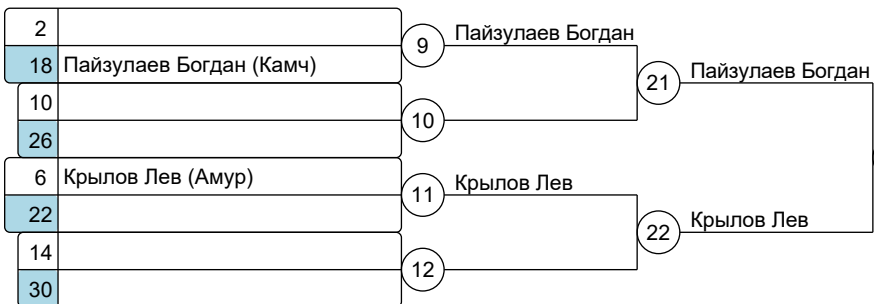 2
18 Пайзулаев Богдан (Камч)
9 Пайзулаев Богдан
10
26
10
21 Пайзулаев Богдан
6 Крылов Лев (Амур)
22
11 Крылов Лев
14
30
12
22 Крылов Лев